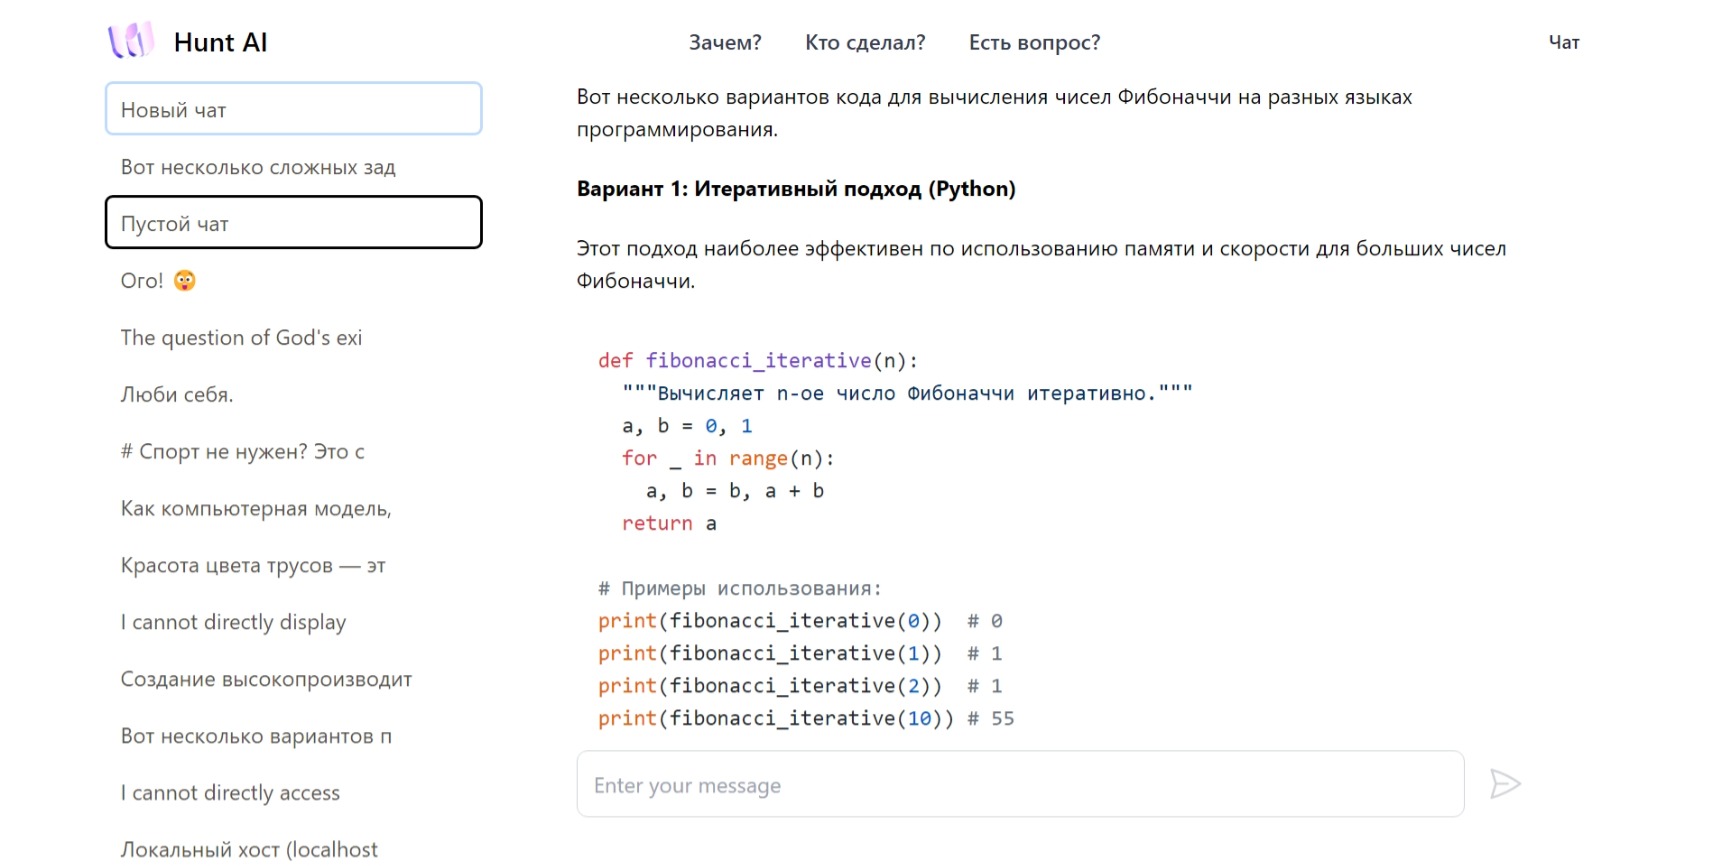 Hunt AI
Зачем?
Кто сделал?
Есть вопрос?
Чат
Новый чат
Вот несколько сложных зад
Пустой чат
Ого! 😲
The question of God's exi
Люби себя.
# Спорт не нужен? Это с
Как компьютерная модель,
Красота цвета трусов — эт
I cannot directly display
Создание высокопроизводит
Вот несколько вариантов п
I cannot directly access
Локальный хост (localhost
Вот несколько вариантов кода для вычисления чисел Фибоначчи на разных языках
программирования.
Вариант 1: Итеративный подход (Python)
Этот подход наиболее эффективен по использованию памяти и скорости для больших чисел
Фибоначчи.
def fibonacci_iterative(n):
  """Вычисляет n-ое число Фибоначчи итеративно."""
  a, b = 0, 1
  for _ in range(n):
    a, b = b, a + b
  return a
# Примеры использования:
print(fibonacci_iterative(0))  # 0
print(fibonacci_iterative(1))  # 1
print(fibonacci_iterative(2))  # 1
print(fibonacci_iterative(10)) # 55
Enter your message